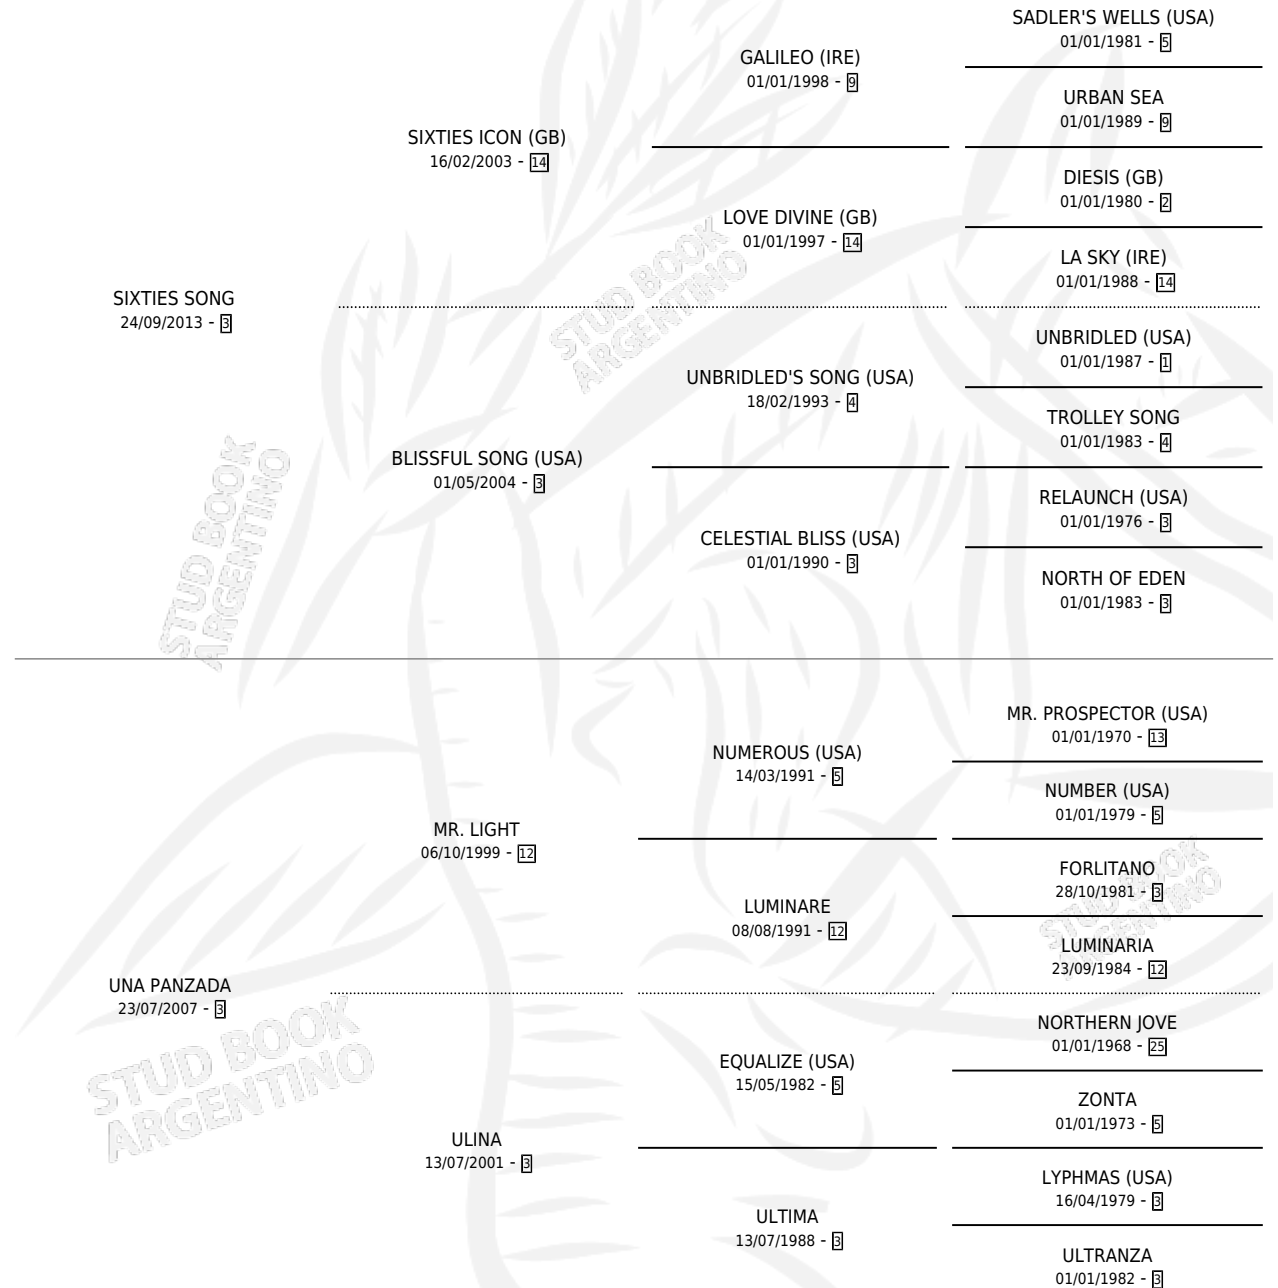 SADLER'S WELLS (USA)
01/01/1981 - 5
GALILEO (IRE)
01/01/1998 - 9
URBAN SEA
01/01/1989 - 9
SIXTIES ICON (GB)
16/02/2003 - 14
DIESIS (GB)
01/01/1980 - 2
LOVE DIVINE (GB)
01/01/1997 - 14
LA SKY (IRE)
01/01/1988 - 14
SIXTIES SONG
24/09/2013 - 3
UNBRIDLED (USA)
01/01/1987 - 1
UNBRIDLED'S SONG (USA)
18/02/1993 - 4
TROLLEY SONG
01/01/1983 - 4
BLISSFUL SONG (USA)
01/05/2004 - 3
RELAUNCH (USA)
01/01/1976 - 3
CELESTIAL BLISS (USA)
01/01/1990 - 3
NORTH OF EDEN
01/01/1983 - 3
MR. PROSPECTOR (USA)
01/01/1970 - 13
NUMEROUS (USA)
14/03/1991 - 5
NUMBER (USA)
01/01/1979 - 5
MR. LIGHT
06/10/1999 - 12
FORLITANO
28/10/1981 - 3
LUMINARE
08/08/1991 - 12
LUMINARIA
23/09/1984 - 12
UNA PANZADA
23/07/2007 - 3
NORTHERN JOVE
01/01/1968 - 25
EQUALIZE (USA)
15/05/1982 - 5
ZONTA
01/01/1973 - 5
ULINA
13/07/2001 - 3
LYPHMAS (USA)
16/04/1979 - 3
ULTIMA
13/07/1988 - 3
ULTRANZA
01/01/1982 - 3
STUD BOOK
ARGENTINO
STUD BOOK
ARGENTINO
STUD BOOK
ARGENTINO
STUD BOOK
ARGENTINO